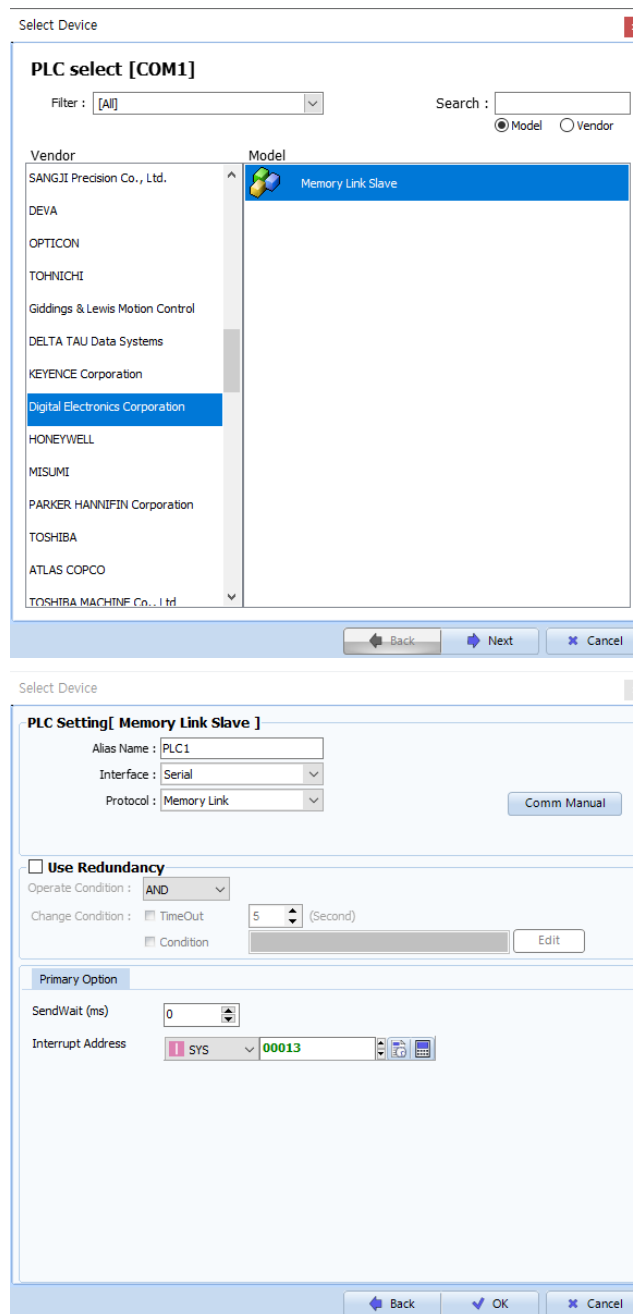 Select Device
PLC select [COM1]
Filter : [All]
Search :
Model Vendor
Vendor Model
SANGJI Precision Co., Ltd.
Memory Link Slave
DEVA
OPTICON
TOHNICHI
Giddings & Lewis Motion Control
DELTA TAU Data Systems
KEYENCE Corporation
Digital Electronics Corporation
HONEYWELL
MISUMI
PARKER HANNIFIN Corporation
TOSHIBA
ATLAS COPCO
TOSHIBA MACHINE Co., Ltd
Back Next Cancel
Select Device
PLC Setting[ Memory Link Slave ]
Alias Name : PLC1
Interface : Serial
Protocol : Memory Link
Comm Manual
Use Redundancy
Operate Condition : AND
Change Condition : TimeOut 5 (Second)
Condition Edit
Primary Option
SendWait (ms) 0
Interrupt Address I SYS 00013
Back OK Cancel